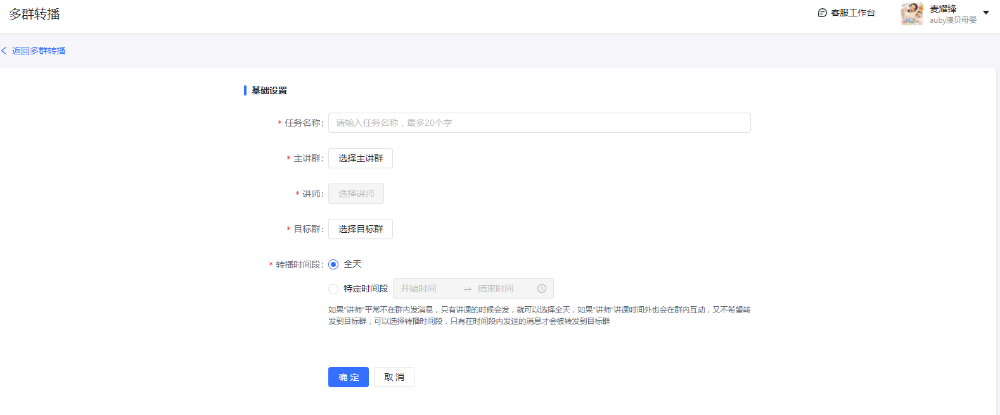 多群转播
客服工作台
麦耀锋
auby澳贝母婴
返回多群转播
基础设置
* 任务名称: 请输入任务名称，最多20个字
* 主讲群: 选择主讲群
* 讲师: 选择讲师
* 目标群: 选择目标群
* 转播时间段: 全天
特定时间段 开始时间 → 结束时间
如果“讲师”平常不在群内发消息，只有讲课的时候会发，就可以选择全天，如果“讲师”讲课时间外也会在群内互动，又不希望转
发到目标群，可以选择转播时间段，只有在时间段内发送的消息才会被转发到目标群
确 定 取 消